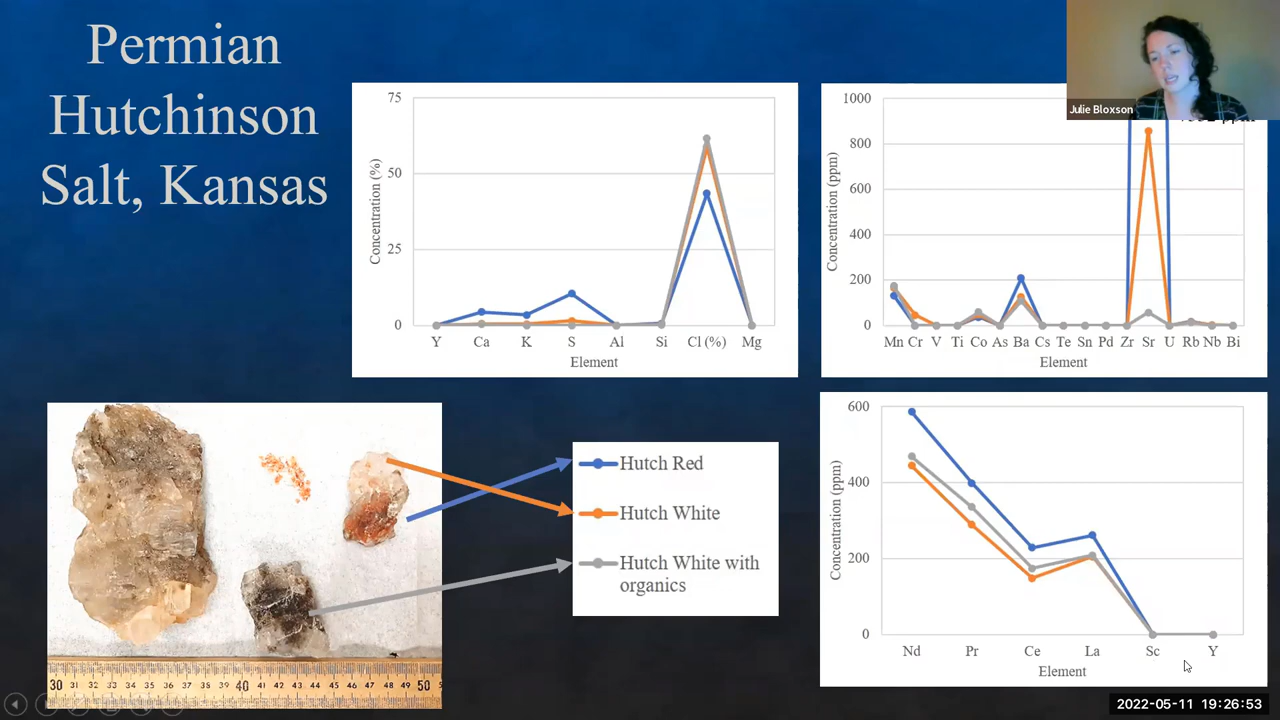 Permian
Hutchinson
Salt, Kansas
75
50
25
0
Concentration (%)
Y Ca K S Al Si Cl (%) Mg
Element
Julie Bloxson
1000
800
600
400
200
0
Concentration (ppm)
Mn Cr V Ti Co As Ba Cs Te Sn Pd Zr Sr U Rb Nb Bi
Element
Hutch Red
Hutch White
Hutch White with
organics
600
400
200
0
Concentration (ppm)
Nd Pr Ce La Sc Y
Element
30 31 32 33 34 35 36 37 38 39 40 41 42 43 44 45 46 47 48 49 50 51
2022-05-11 19:26:53